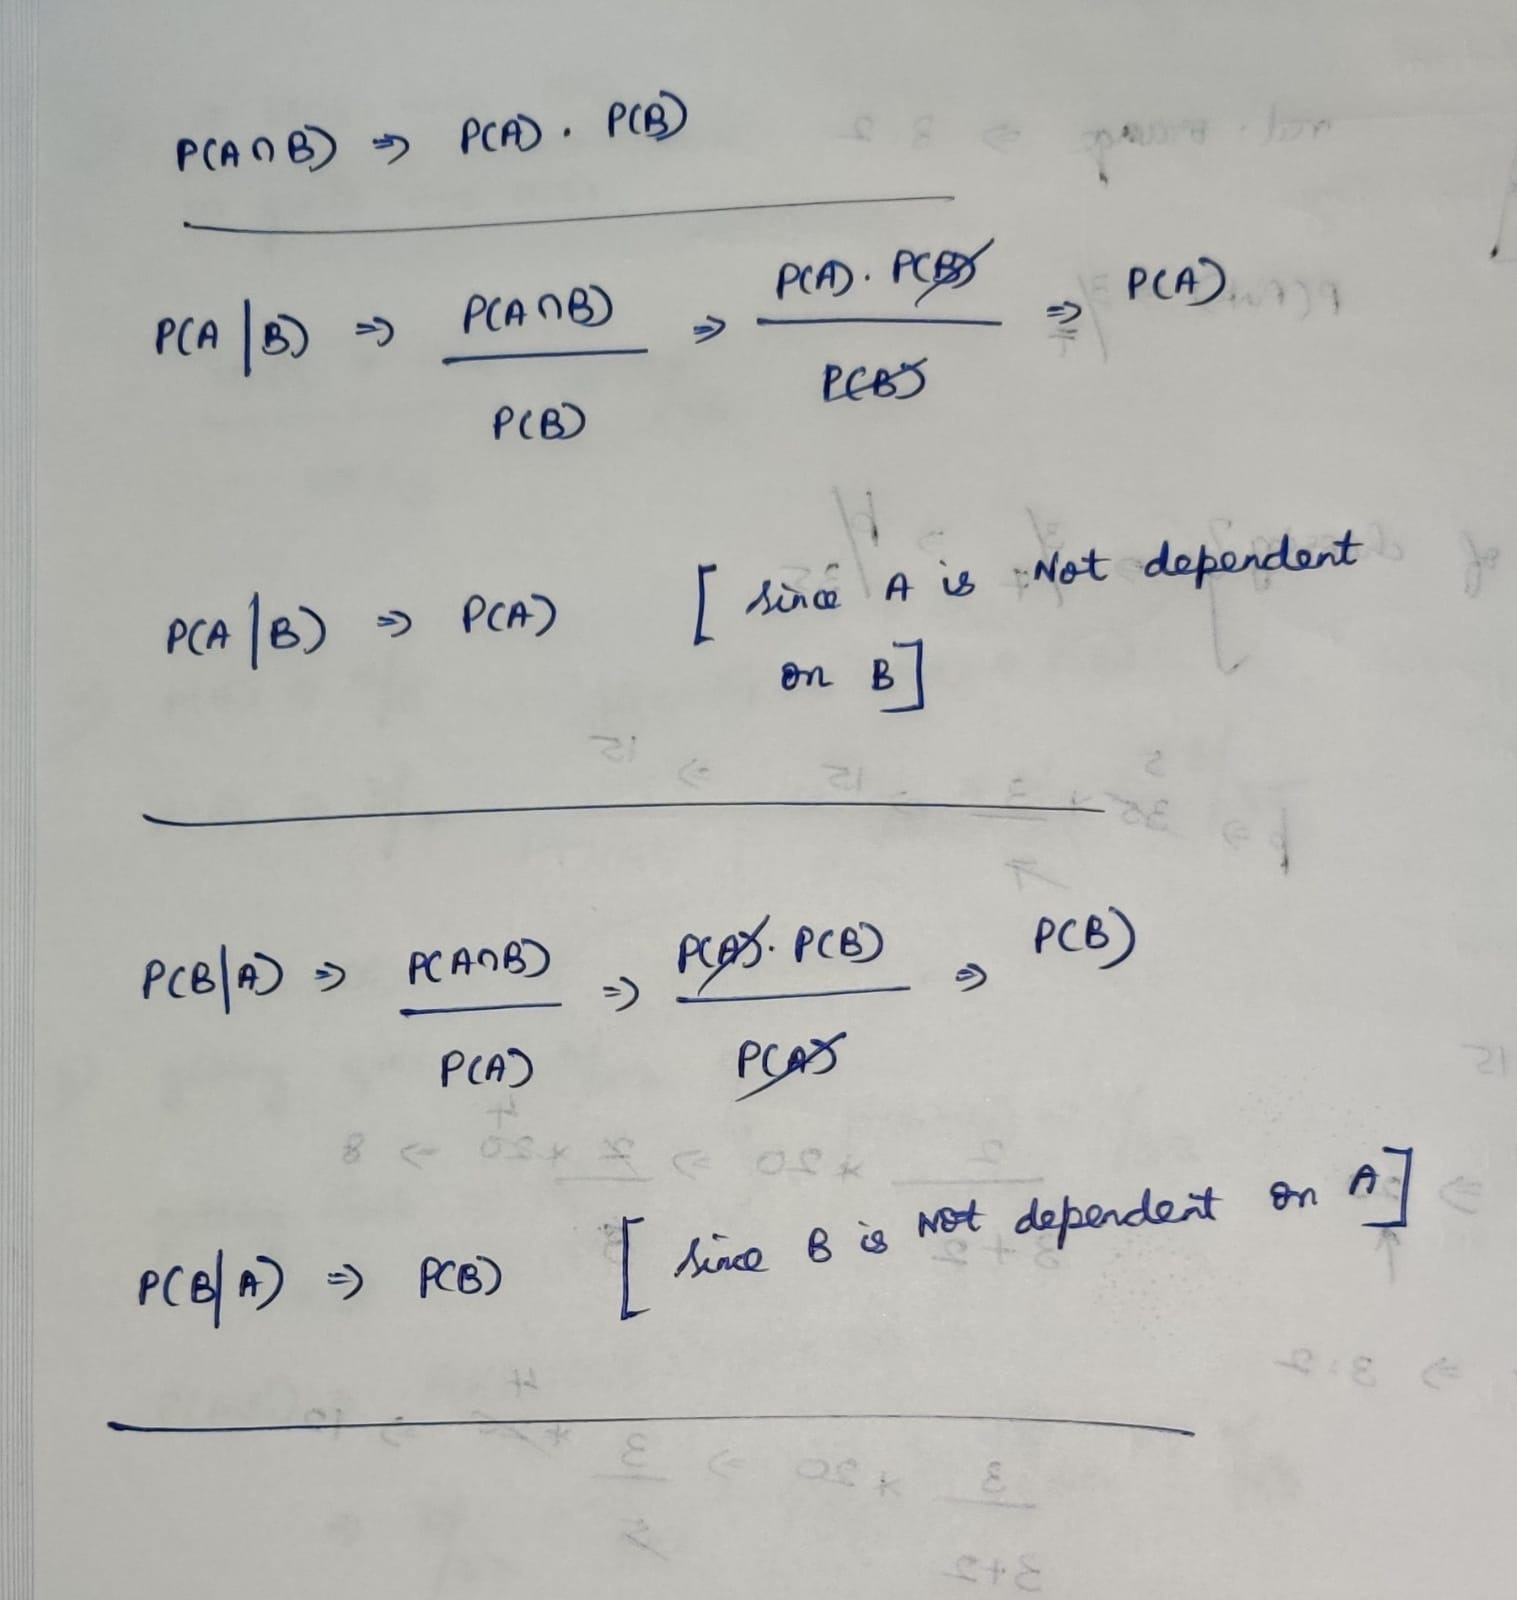 P(A∩B) ⇒ P(A) . P(B)
P(A|B) ⇒ P(A∩B) / P(B) ⇒ P(A) . P(B) / P(B) ⇒ P(A)
P(A|B) ⇒ P(A) [ since A is Not dependent
on B ]
P(B|A) ⇒ P(A∩B) / P(A) ⇒ P(A) . P(B) / P(A) ⇒ P(B)
P(B|A) ⇒ P(B) [ since B is Not dependent on A ]